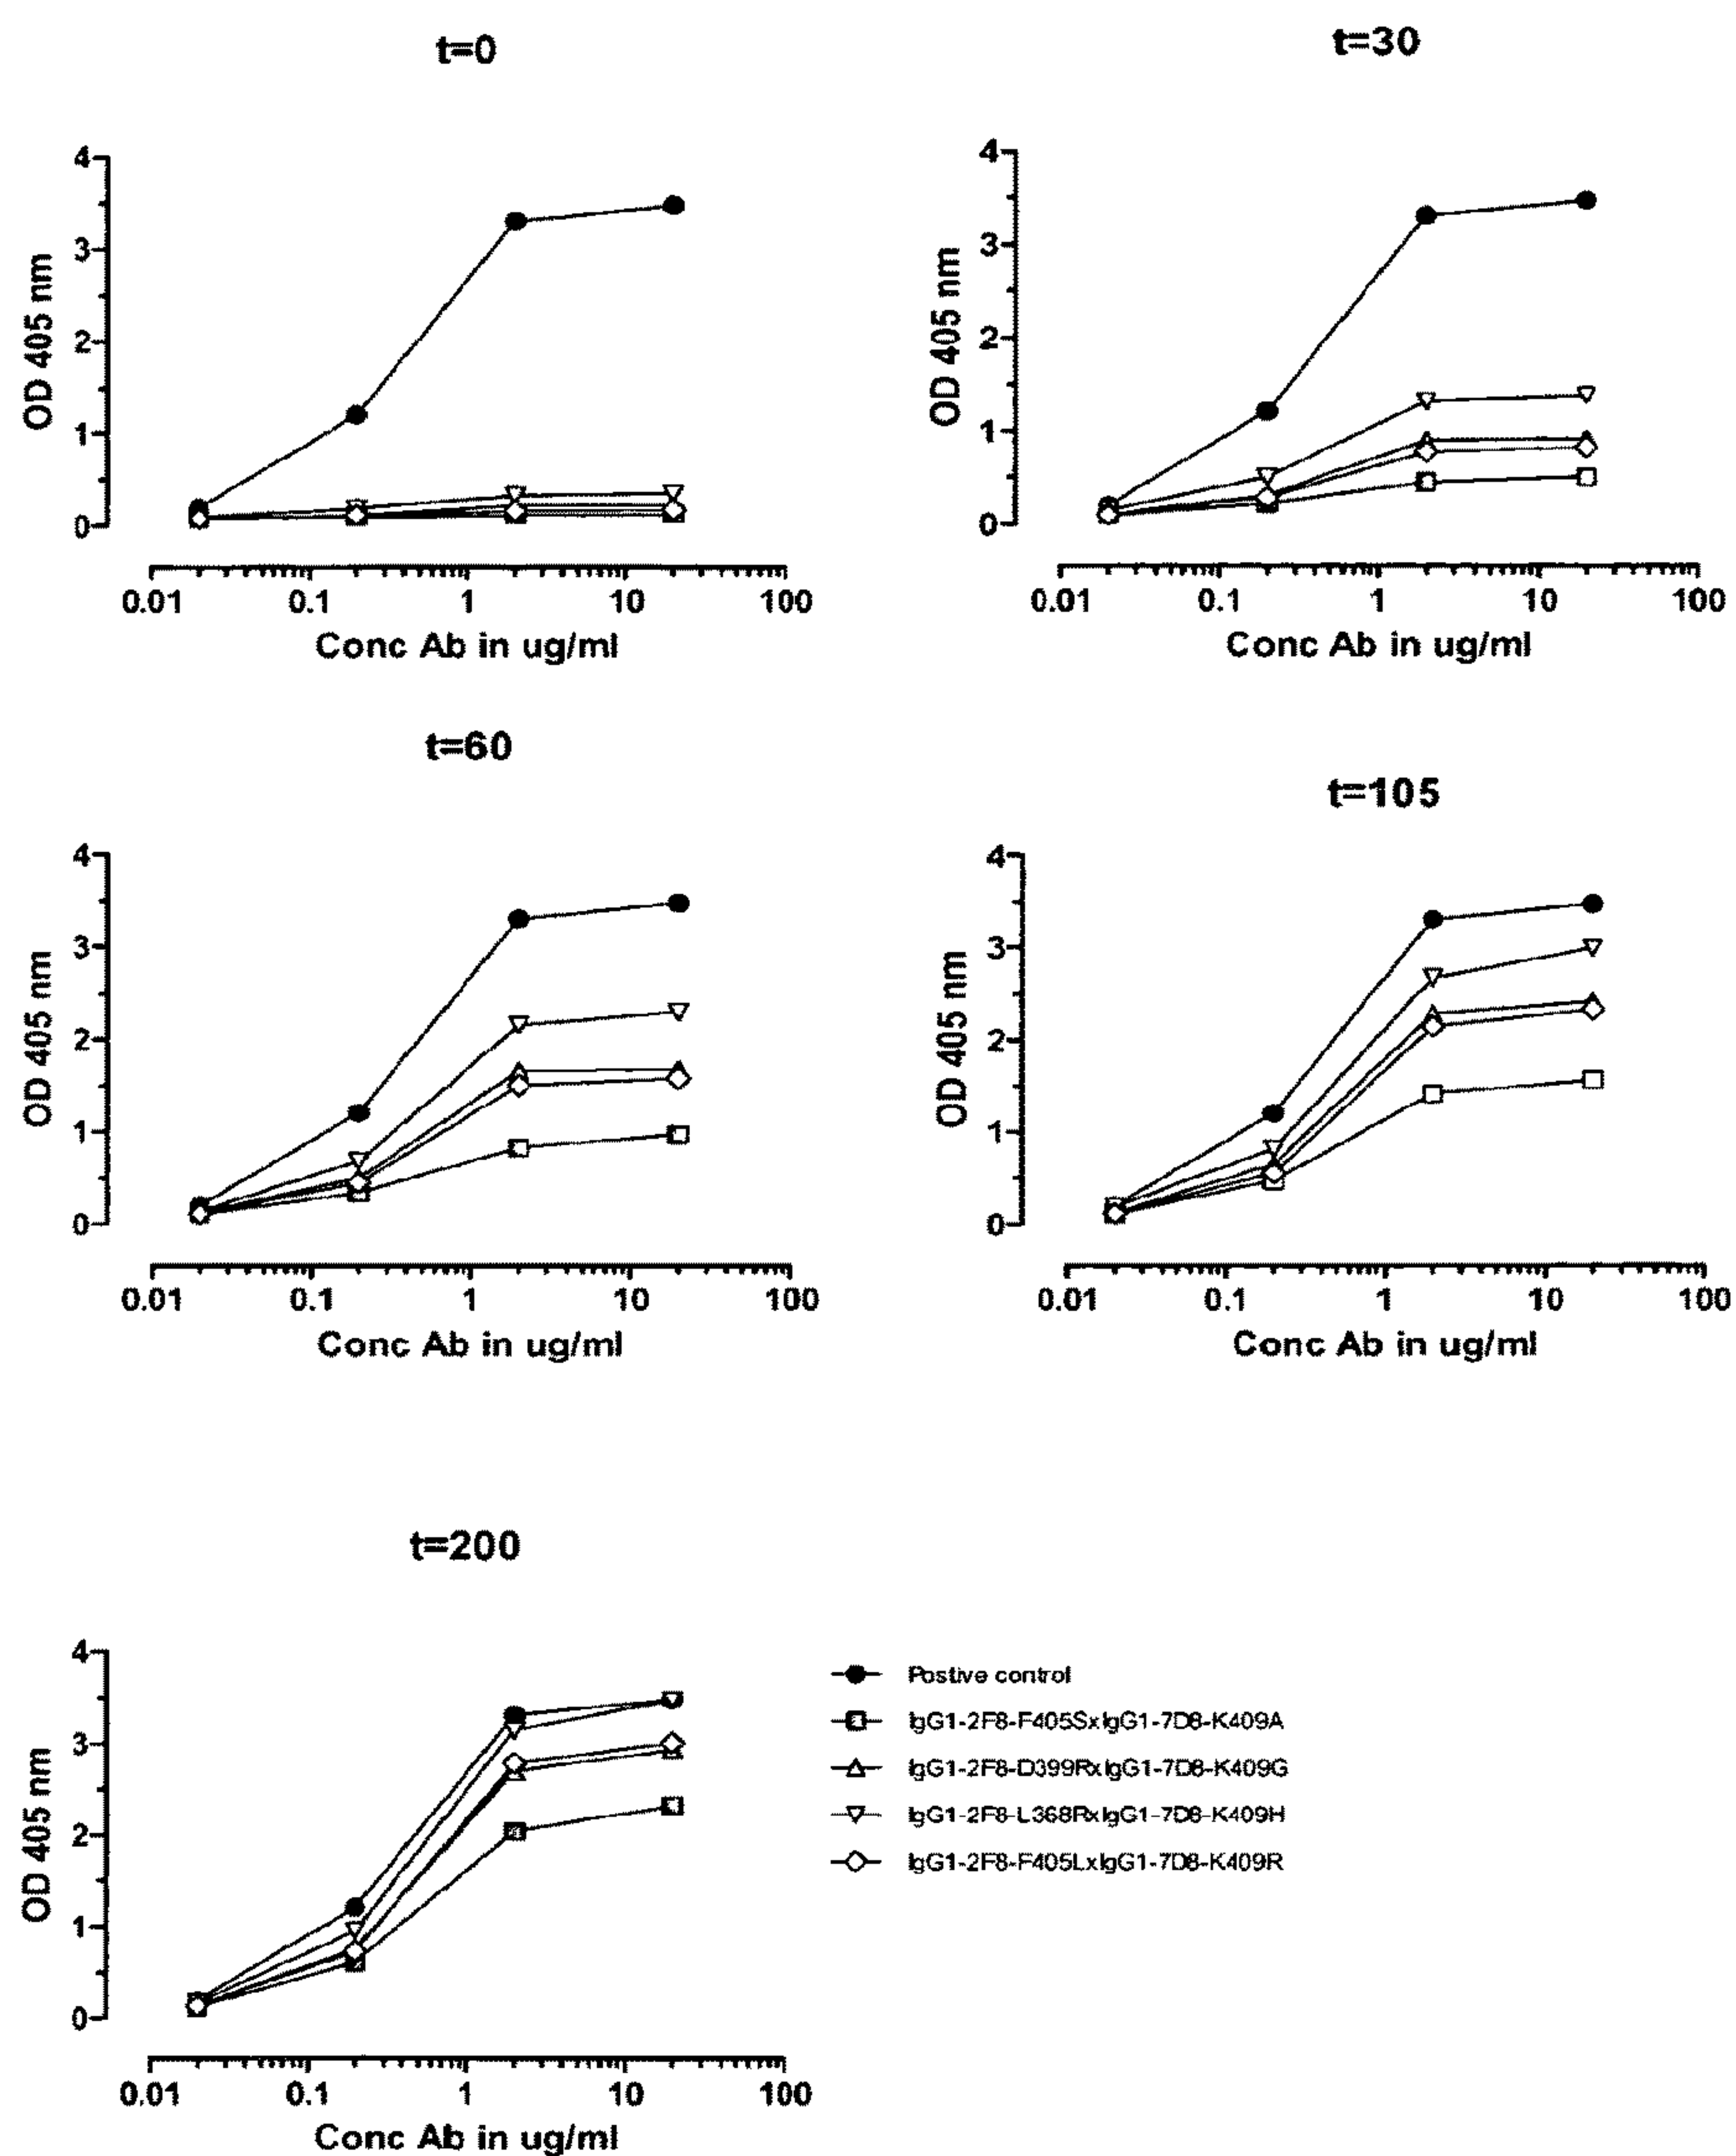 t=0
4
3
2
1
0
OD 405 nm
0.01 0.1 1 10 100
Conc Ab in ug/ml
t=30
4
3
2
1
0
OD 405 nm
0.01 0.1 1 10 100
Conc Ab in ug/ml
t=60
4
3
2
1
0
OD 405 nm
0.01 0.1 1 10 100
Conc Ab in ug/ml
t=105
4
3
2
1
0
OD 405 nm
0.01 0.1 1 10 100
Conc Ab in ug/ml
t=200
4
3
2
1
0
OD 405 nm
0.01 0.1 1 10 100
Conc Ab in ug/ml
Postive control
IgG1-2F8-F405SxIgG1-7D8-K409A
IgG1-2F8-D399RxIgG1-7D8-K409G
IgG1-2F8-L368RxIgG1-7D8-K409H
IgG1-2F8-F405LxIgG1-7D8-K409R